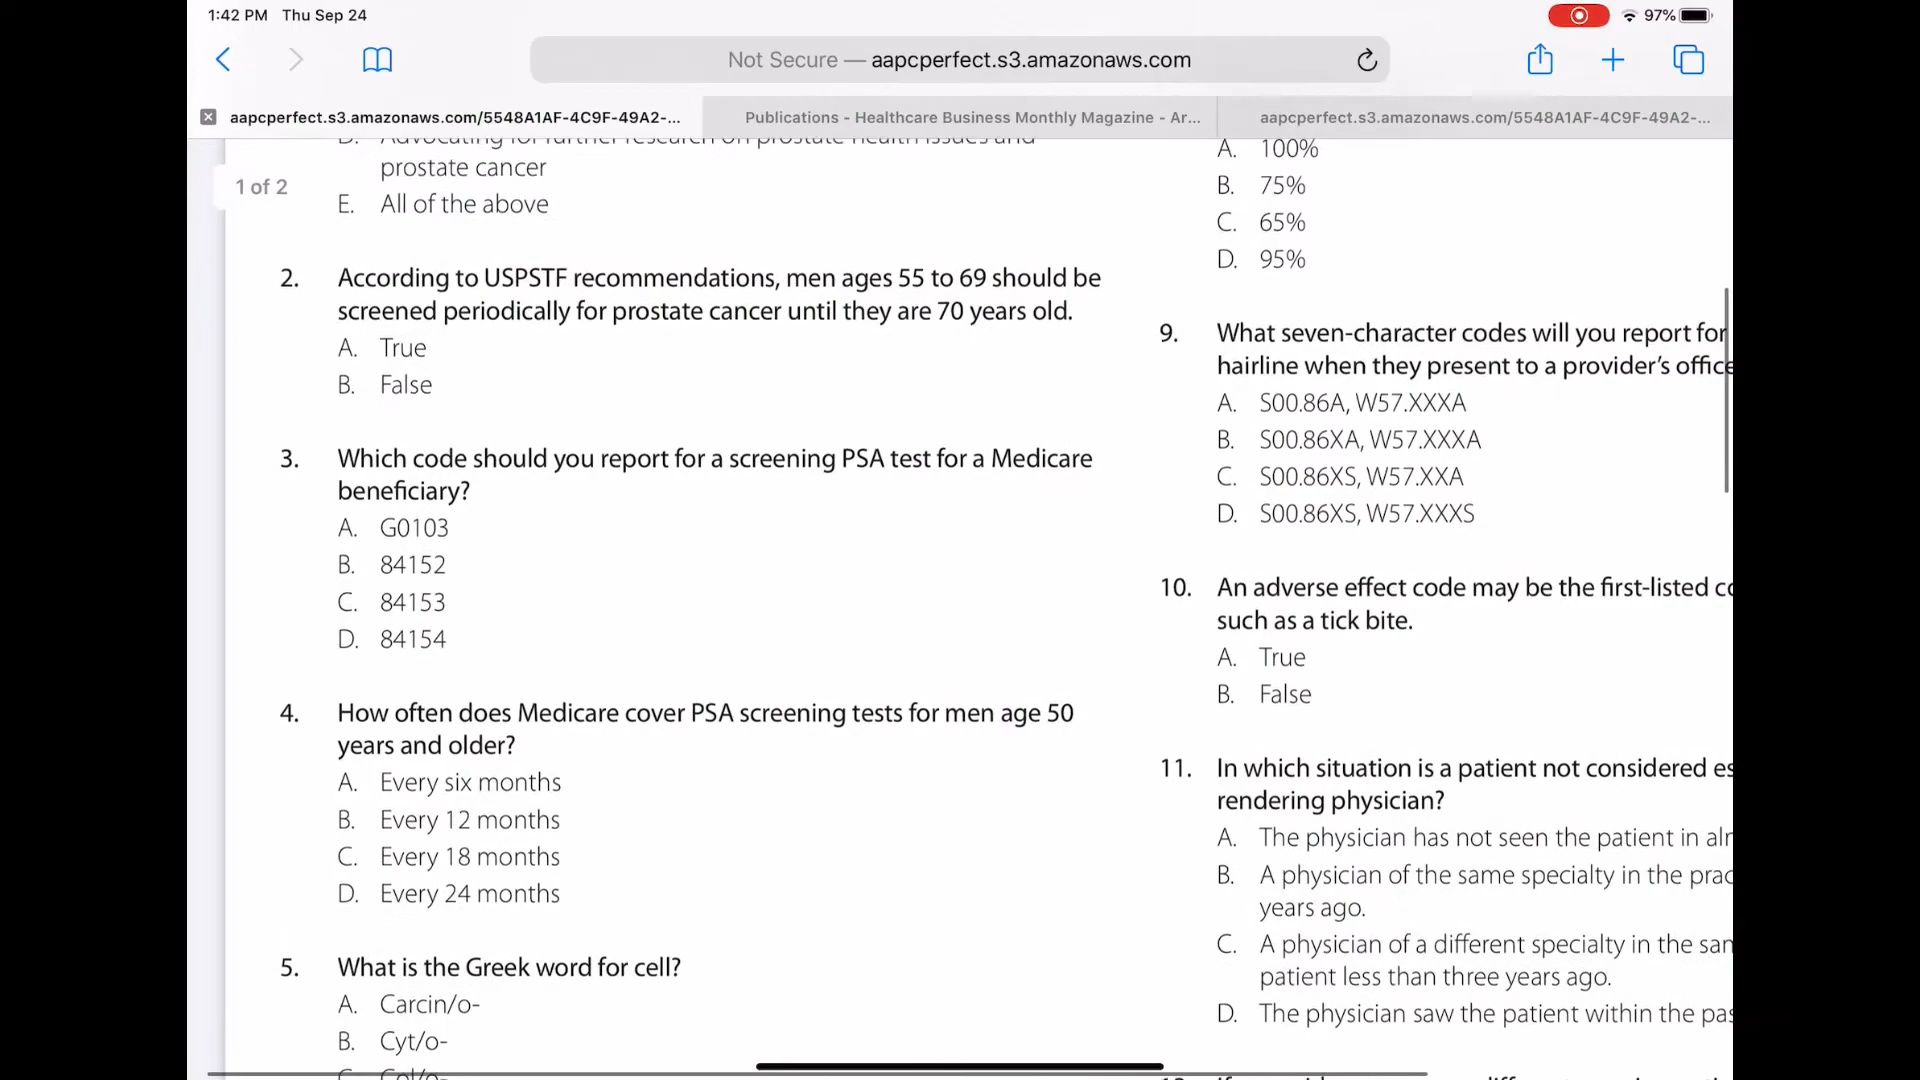 1:42 PM Thu Sep 24
97%
Not Secure — aapcperfect.s3.amazonaws.com
aapcperfect.s3.amazonaws.com/5548A1AF-4C9F-49A2-...
Publications - Healthcare Business Monthly Magazine - Ar...
aapcperfect.s3.amazonaws.com/5548A1AF-4C9F-49A2-...
1 of 2
D. Advocating for further research on prostate health issues and
prostate cancer
E. All of the above
2. According to USPSTF recommendations, men ages 55 to 69 should be
screened periodically for prostate cancer until they are 70 years old.
A. True
B. False
3. Which code should you report for a screening PSA test for a Medicare
beneficiary?
A. G0103
B. 84152
C. 84153
D. 84154
4. How often does Medicare cover PSA screening tests for men age 50
years and older?
A. Every six months
B. Every 12 months
C. Every 18 months
D. Every 24 months
5. What is the Greek word for cell?
A. Carcin/o-
B. Cyt/o-
C. Col/o-
A. 100%
B. 75%
C. 65%
D. 95%
9. What seven-character codes will you report for
hairline when they present to a provider's office
A. S00.86A, W57.XXXA
B. S00.86XA, W57.XXXA
C. S00.86XS, W57.XXA
D. S00.86XS, W57.XXXS
10. An adverse effect code may be the first-listed
such as a tick bite.
A. True
B. False
11. In which situation is a patient not considered
rendering physician?
A. The physician has not seen the patient in
B. A physician of the same specialty in the
years ago.
C. A physician of a different specialty in the
patient less than three years ago.
D. The physician saw the patient within the